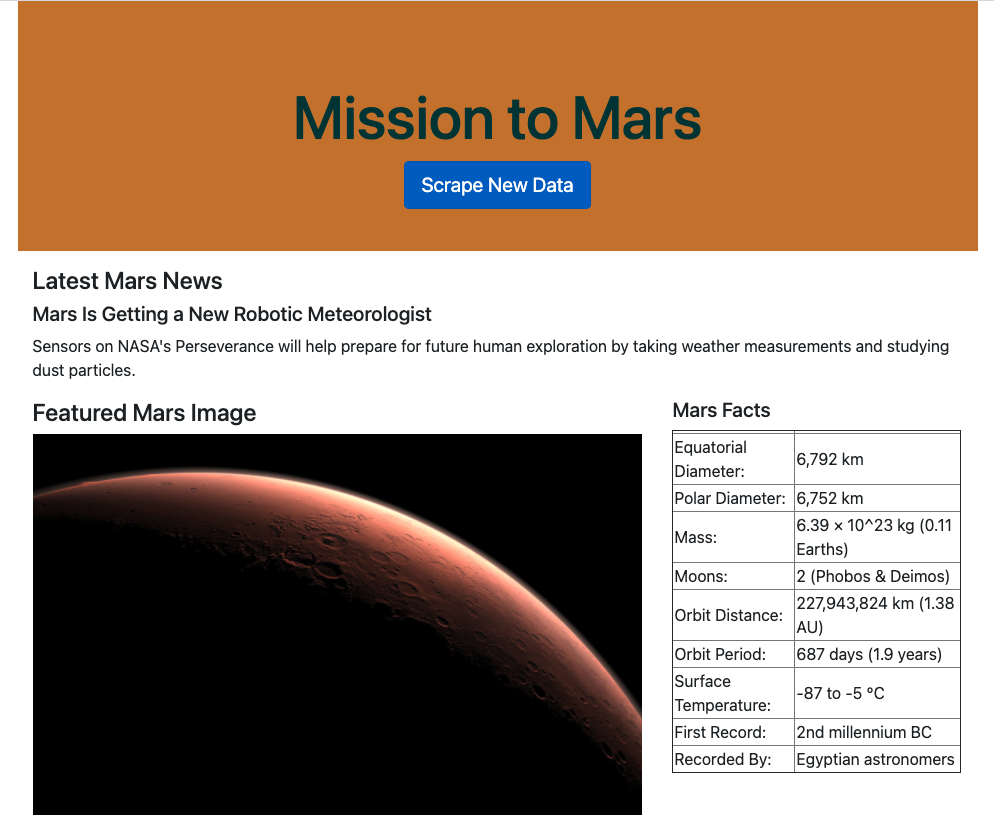 Mission to Mars
Scrape New Data
Latest Mars News
Mars Is Getting a New Robotic Meteorologist
Sensors on NASA's Perseverance will help prepare for future human exploration by taking weather measurements and studying
dust particles.
Featured Mars Image
Mars Facts
Equatorial
Diameter:
6,792 km
Polar Diameter:
6,752 km
Mass:
6.39 × 10^23 kg (0.11
Earths)
Moons:
2 (Phobos & Deimos)
Orbit Distance:
227,943,824 km (1.38
AU)
Orbit Period:
687 days (1.9 years)
Surface
Temperature:
-87 to -5 °C
First Record:
2nd millennium BC
Recorded By:
Egyptian astronomers